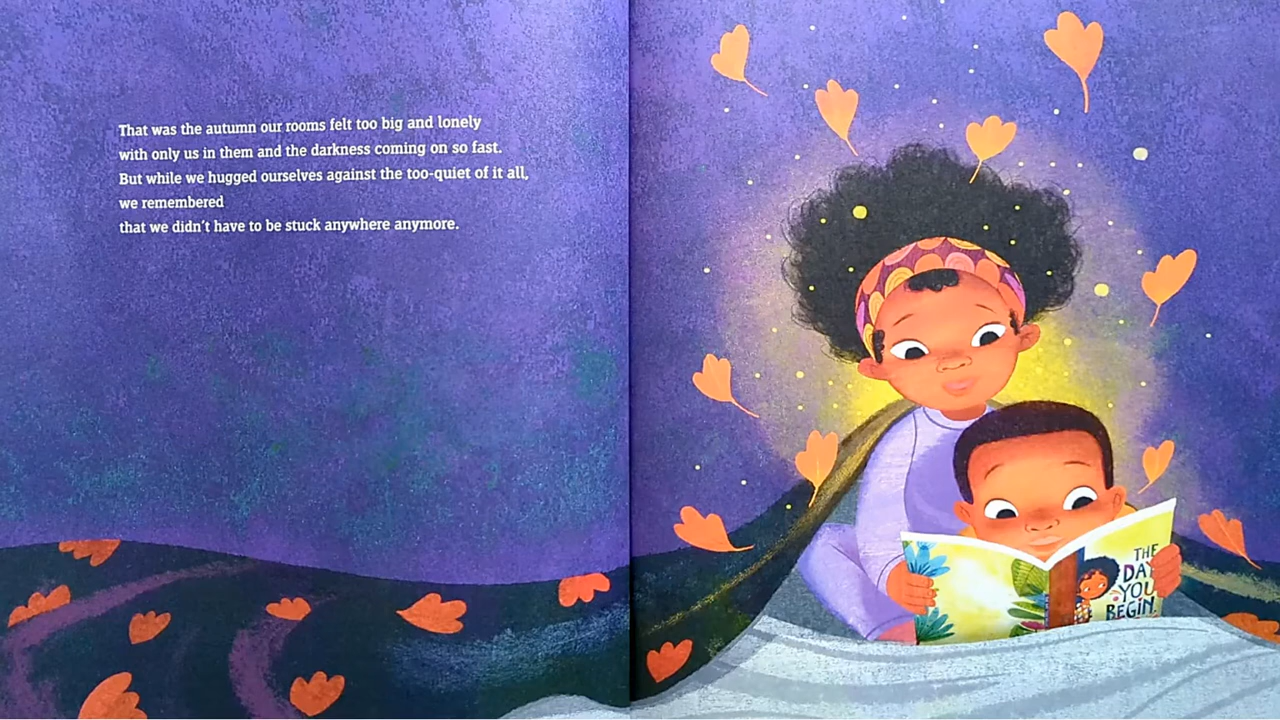 That was the autumn our rooms felt too big and lonely
with only us in them and the darkness coming on so fast.
But while we hugged ourselves against the too-quiet of it all,
we remembered
that we didn't have to be stuck anywhere anymore.
THE
DAY
YOU
BEGIN